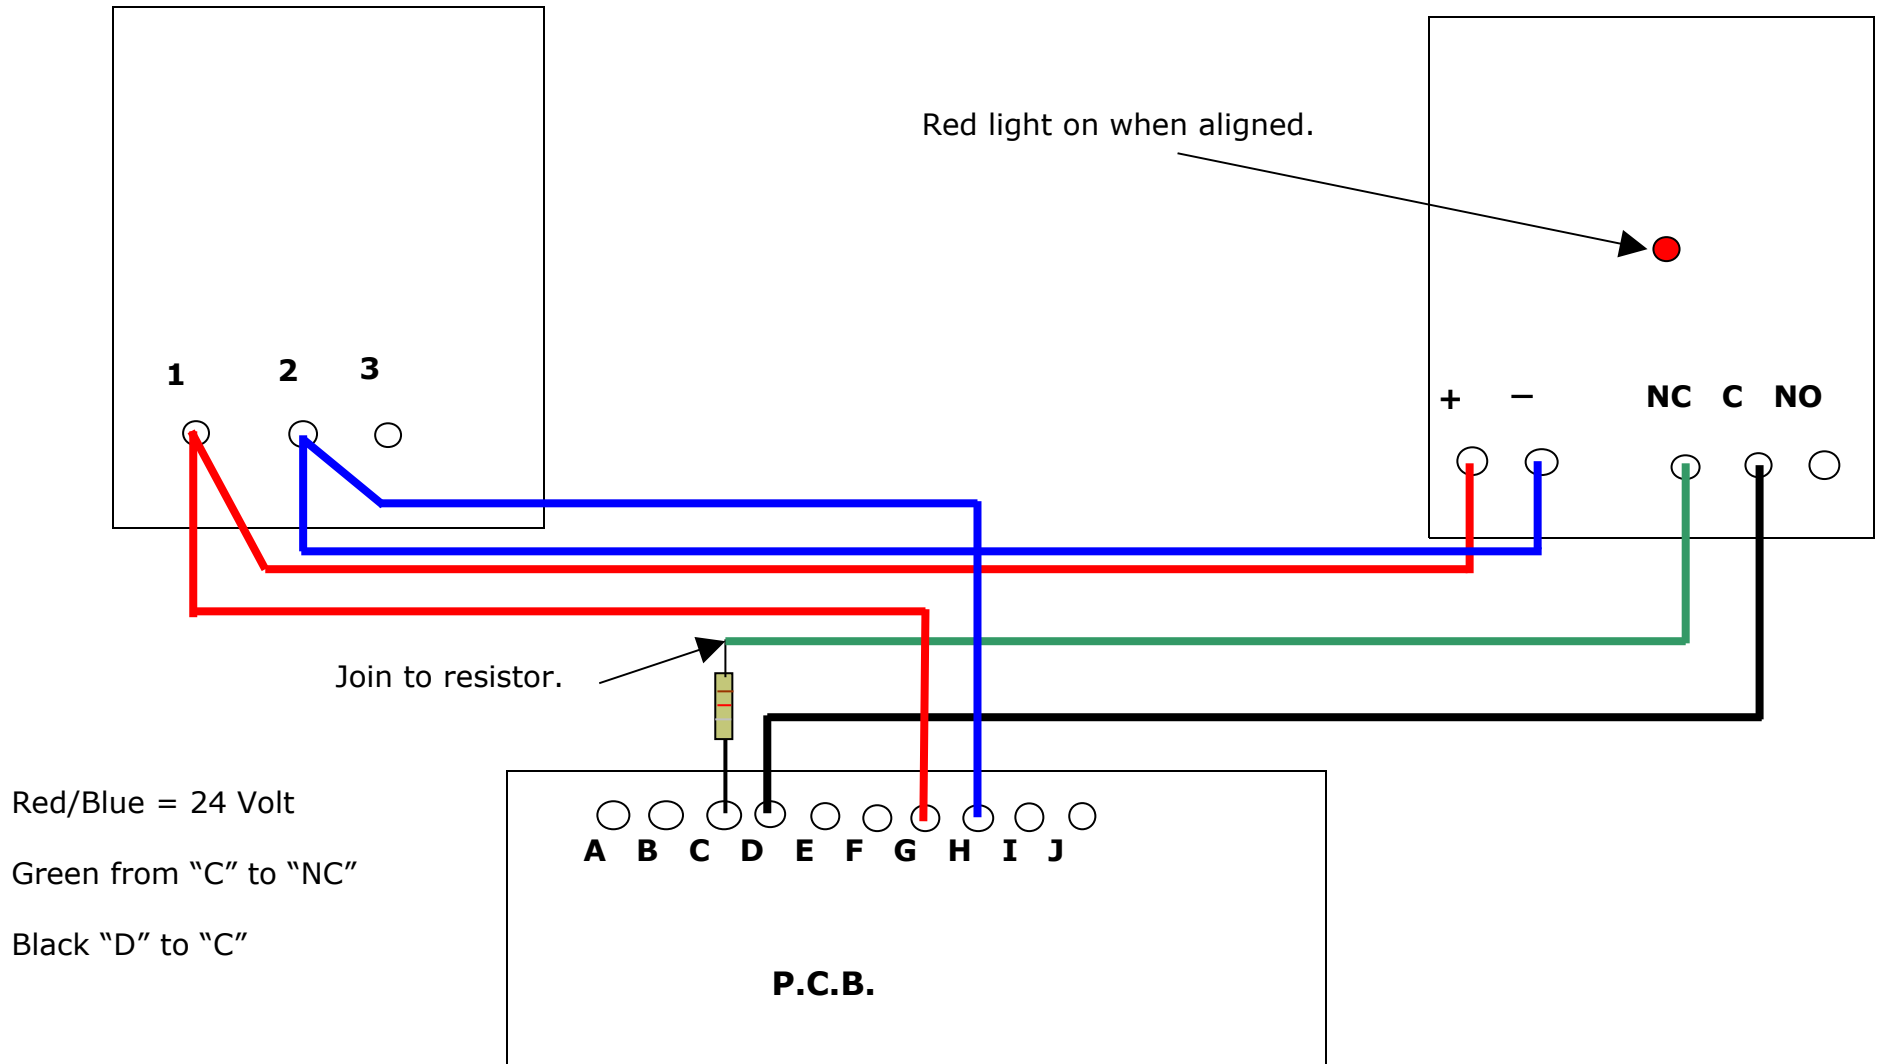 Red light on when aligned.
1 2 3
+ – NC C NO
Join to resistor.
Red/Blue = 24 Volt
Green from “C” to “NC”
Black “D” to “C”
A B C D E F G H I J
P.C.B.